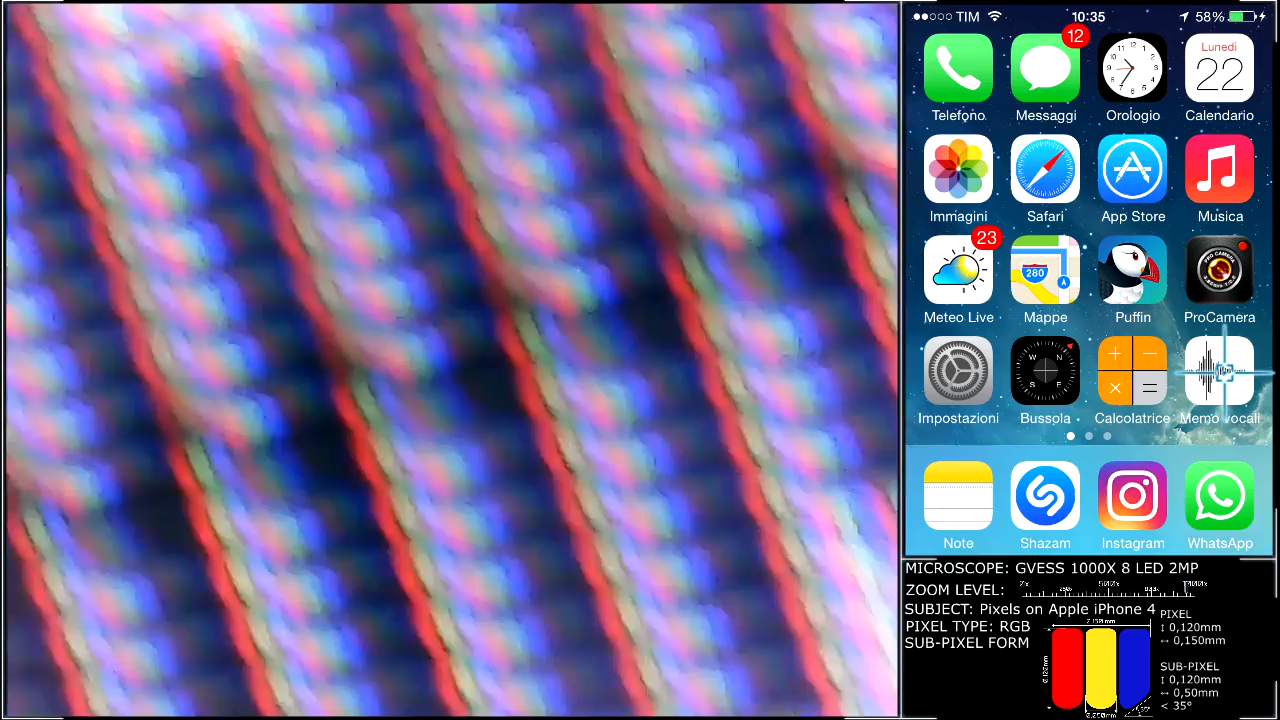 TIM 10:35 58%
12
Lunedì
22
Telefono Messaggi Orologio Calendario
Immagini Safari App Store Musica
23
280
PRO CAMERA
Meteo Live Mappe Puffin ProCamera
N
W
E
S
Impostazioni Bussola Calcolatrice Memo vocali
Note Shazam Instagram WhatsApp
MICROSCOPE: GVESS 1000X 8 LED 2MP
ZOOM LEVEL:
SUBJECT: Pixels on Apple iPhone 4
PIXEL TYPE: RGB
SUB-PIXEL FORM
PIXEL
↕ 0,120mm
↔ 0,150mm
SUB-PIXEL
↕ 0,120mm
↔ 0,50mm
< 35°